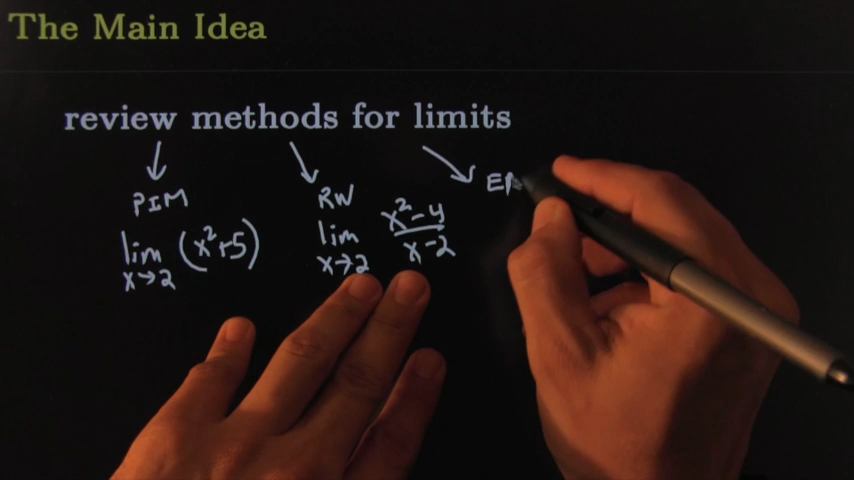 The Main Idea
review methods for limits
PIM
lim (x²+5)
x→2
RW
lim x²-4
x→2 x-2